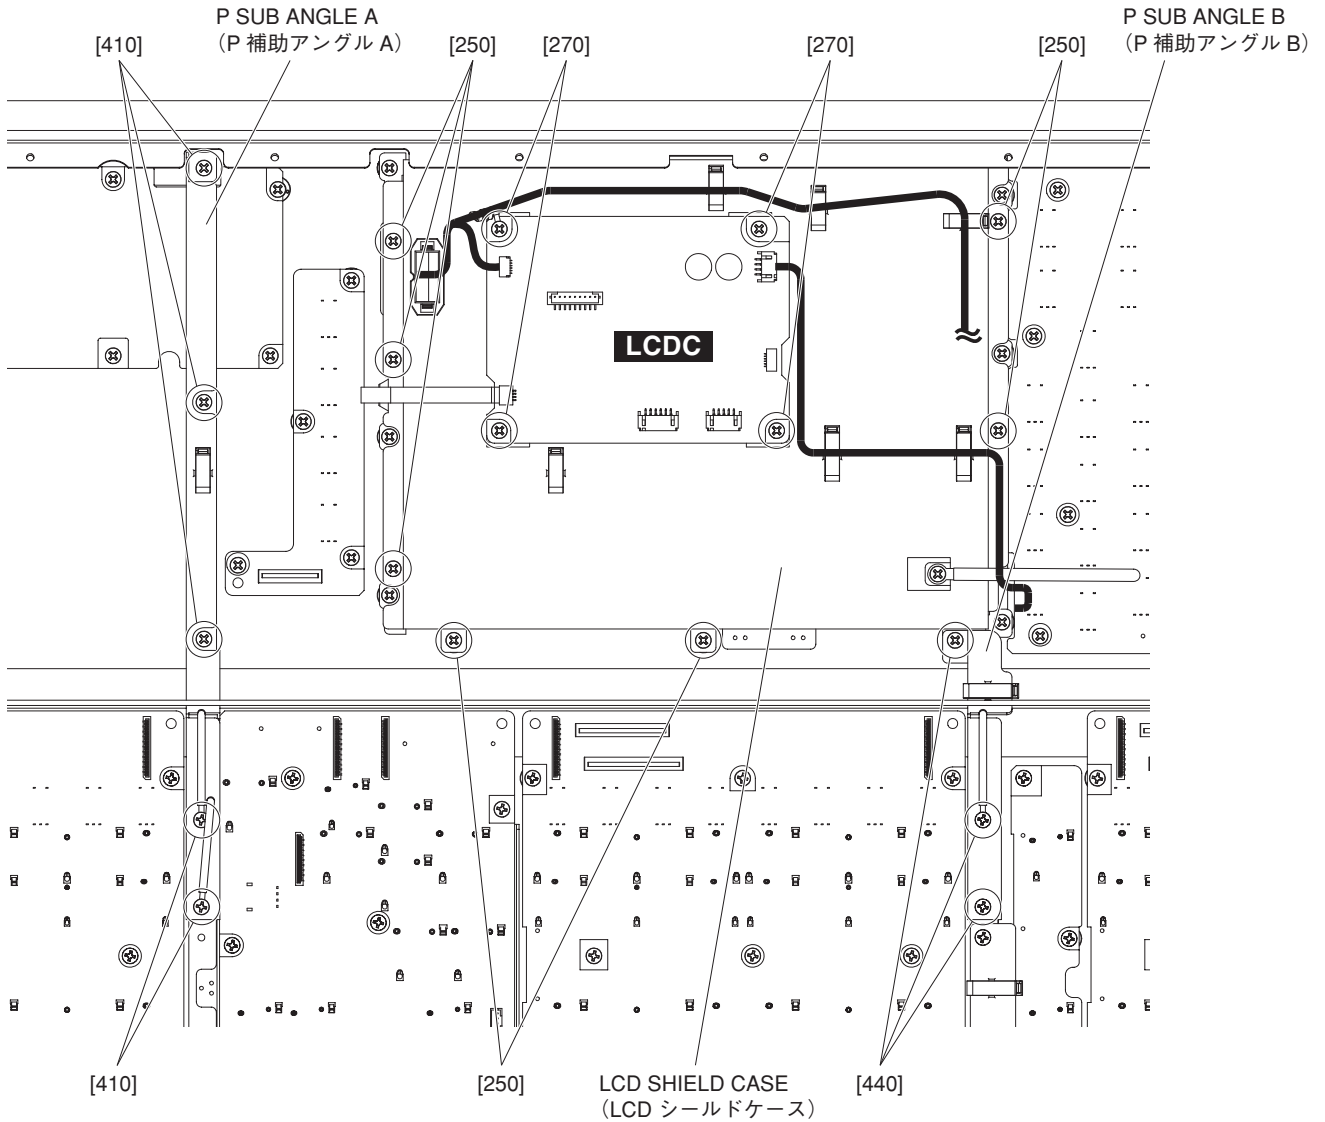 P SUB ANGLE A
（P 補助アングル A）
P SUB ANGLE B
（P 補助アングル B）
[410]
[250]
[270]
[270]
[250]
LCDC
[410]
[250]
LCD SHIELD CASE
（LCD シールドケース）
[440]